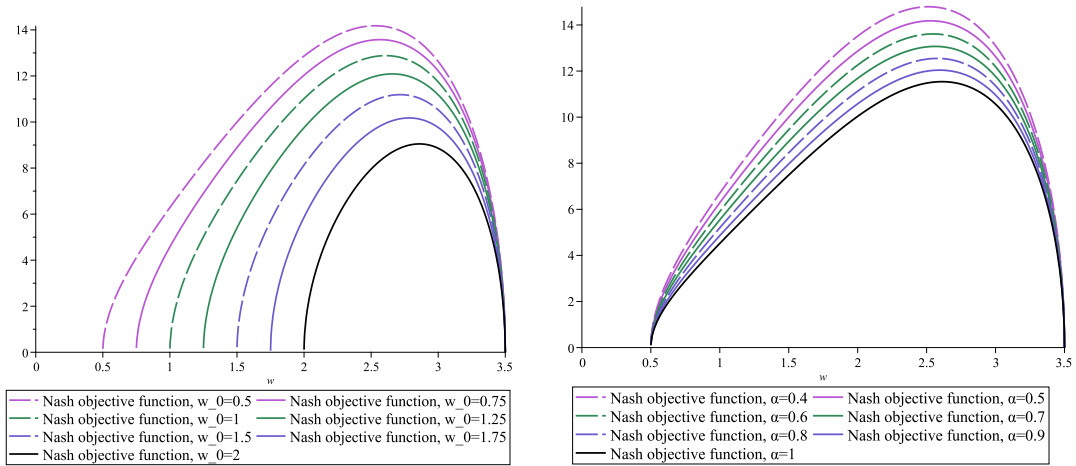 14
12
10
8
6
4
2
0
0 0.5 1 1.5 2 2.5 3 3.5
w
Nash objective function, w_0=0.5 Nash objective function, w_0=0.75
Nash objective function, w_0=1 Nash objective function, w_0=1.25
Nash objective function, w_0=1.5 Nash objective function, w_0=1.75
Nash objective function, w_0=2
14
12
10
8
6
4
2
0
0 0.5 1 1.5 2 2.5 3 3.5
w
Nash objective function, α=0.4 Nash objective function, α=0.5
Nash objective function, α=0.6 Nash objective function, α=0.7
Nash objective function, α=0.8 Nash objective function, α=0.9
Nash objective function, α=1